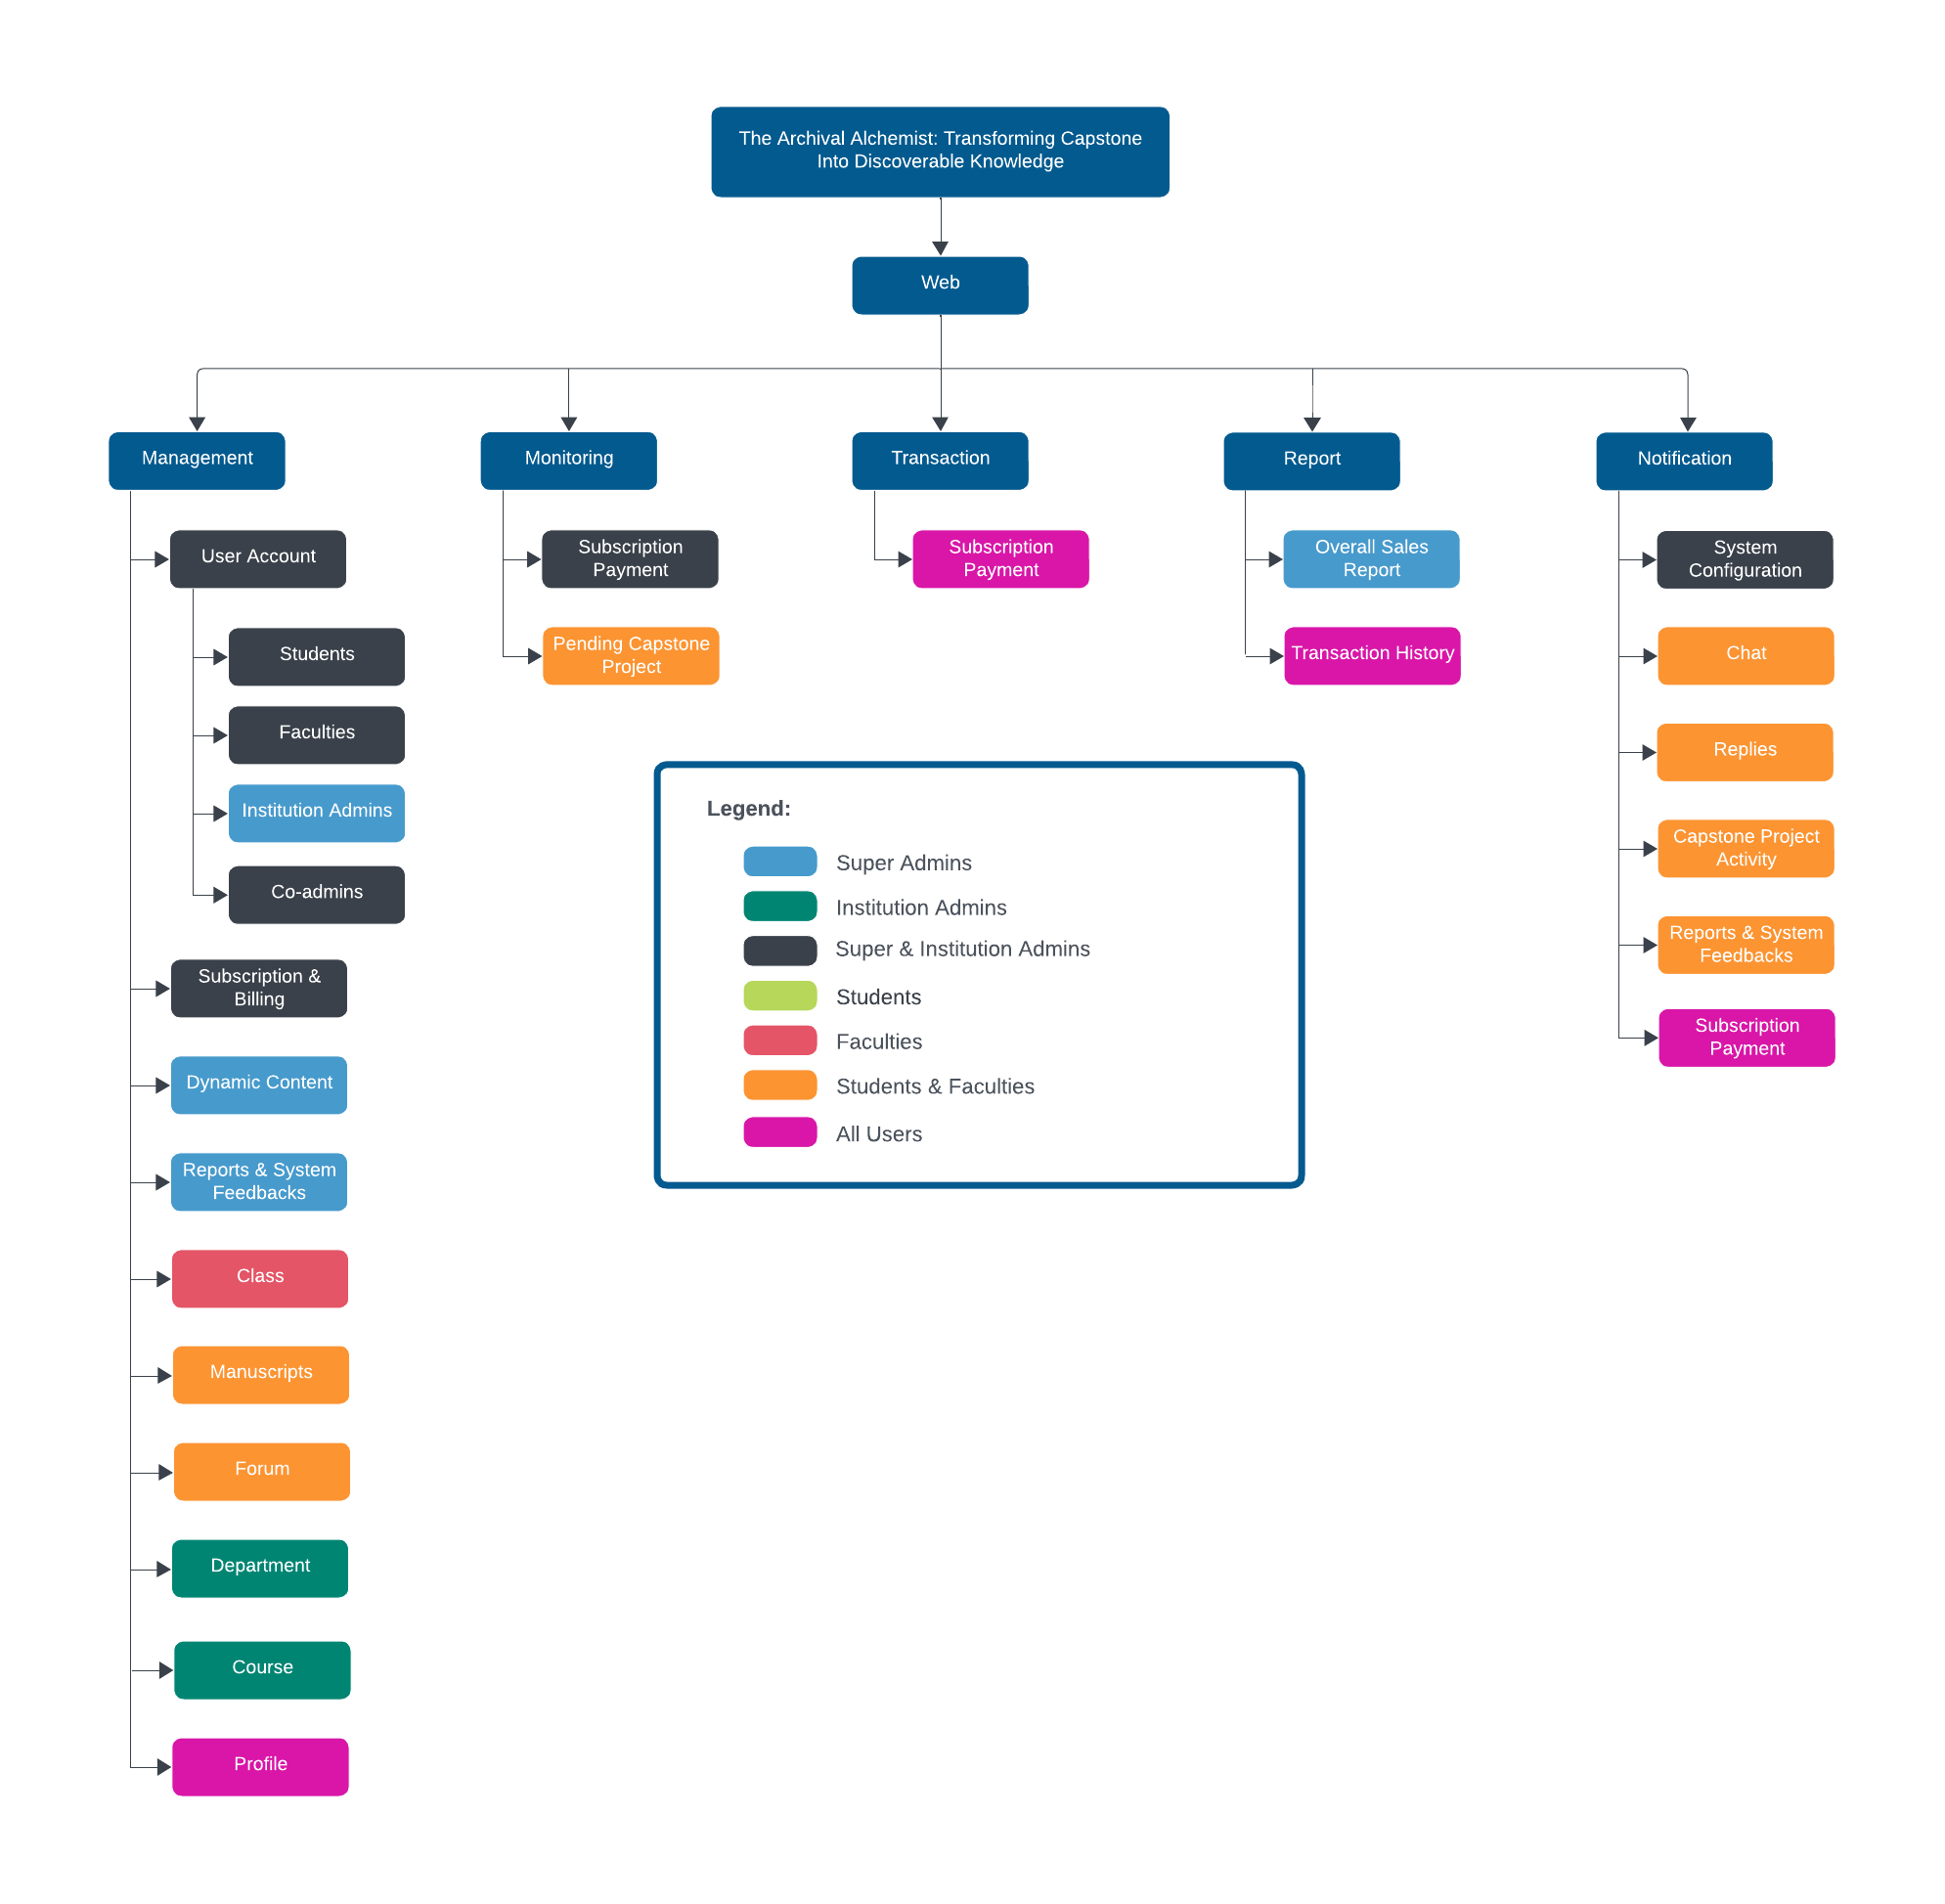 The Archival Alchemist: Transforming Capstone
Into Discoverable Knowledge
Web
Management
Monitoring
Transaction
Report
Notification
User Account
Students
Faculties
Institution Admins
Co-admins
Subscription &
Billing
Dynamic Content
Reports & System
Feedbacks
Class
Manuscripts
Forum
Department
Course
Profile
Subscription
Payment
Pending Capstone
Project
Subscription
Payment
Overall Sales
Report
Transaction History
System
Configuration
Chat
Replies
Capstone Project
Activity
Reports & System
Feedbacks
Subscription
Payment
Legend:
Super Admins
Institution Admins
Super & Institution Admins
Students
Faculties
Students & Faculties
All Users